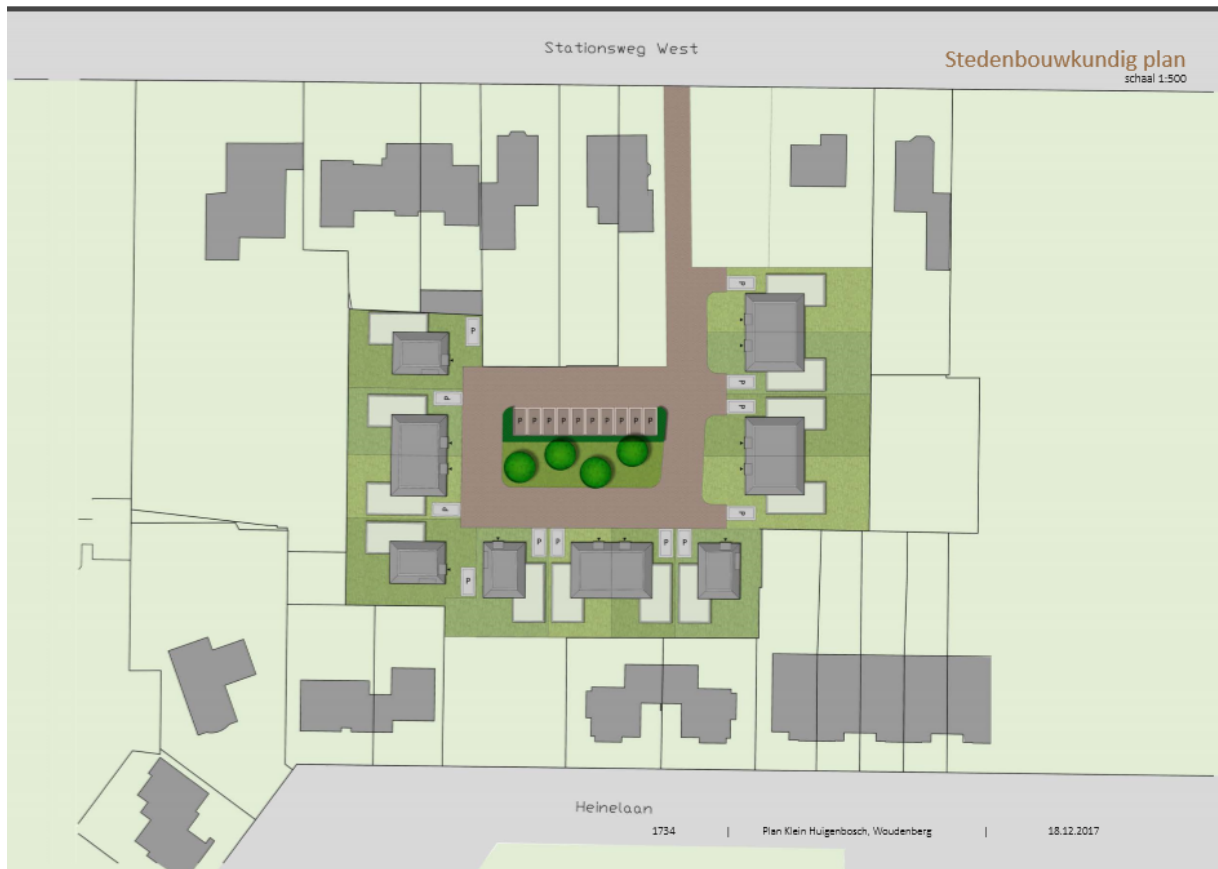 Stationsweg West
Stedenbouwkundig plan
schaal 1:500
P
P
P
P
P
P P P P P P P P P P
P
P
P P P P
P
Heinelaan
1734 | Plan Klein Huigenbosch, Woudenberg | 18.12.2017